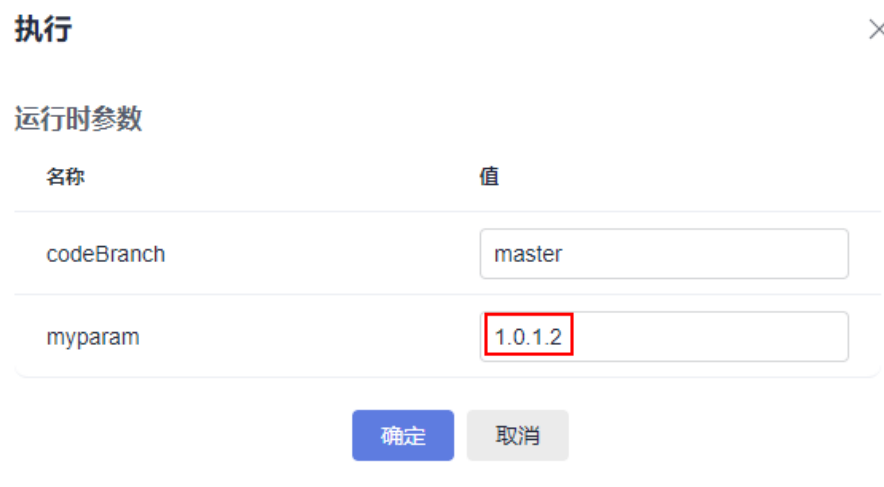 执行
运行时参数
名称 值
codeBranch master
myparam 1.0.1.2
确定 取消